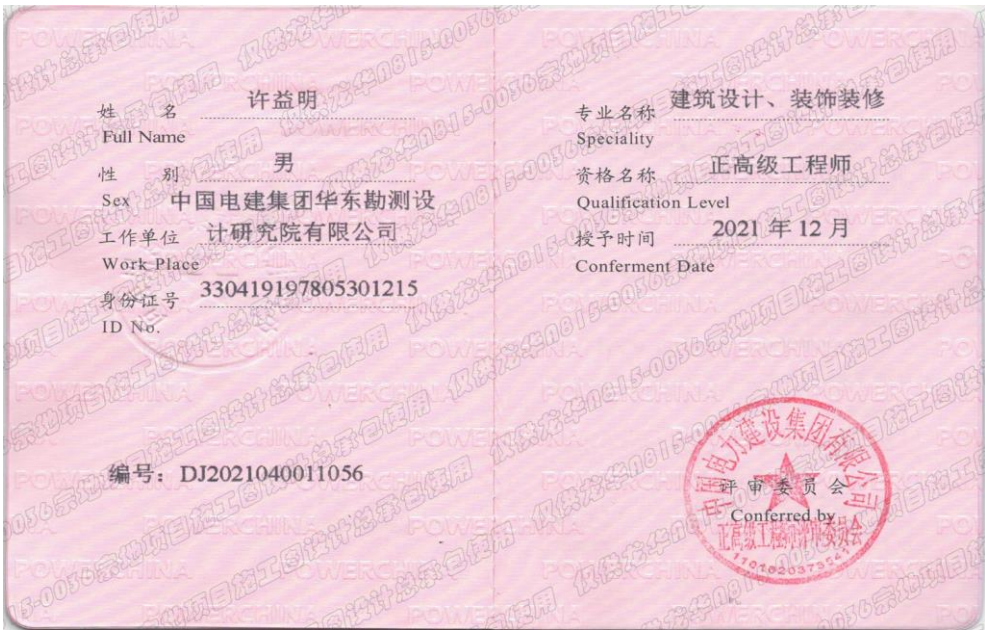 姓 名 许益明
Full Name
性 别 男
Sex
中国电建集团华东勘测设
工作单位 计研究院有限公司
Work Place
身份证号 330419197805301215
ID No.
编号：DJ2021040011056
专业名称 建筑设计、装饰装修
Speciality
资格名称 正高级工程师
Qualification Level
授予时间 2021 年 12 月
Conferment Date
中国电力建设集团有限公司
评审委员会
Conferred by
正高级工程师评审委员会
仅供龙华A815-0036宗地项目施工图设计总承包使用
POWERCHINA